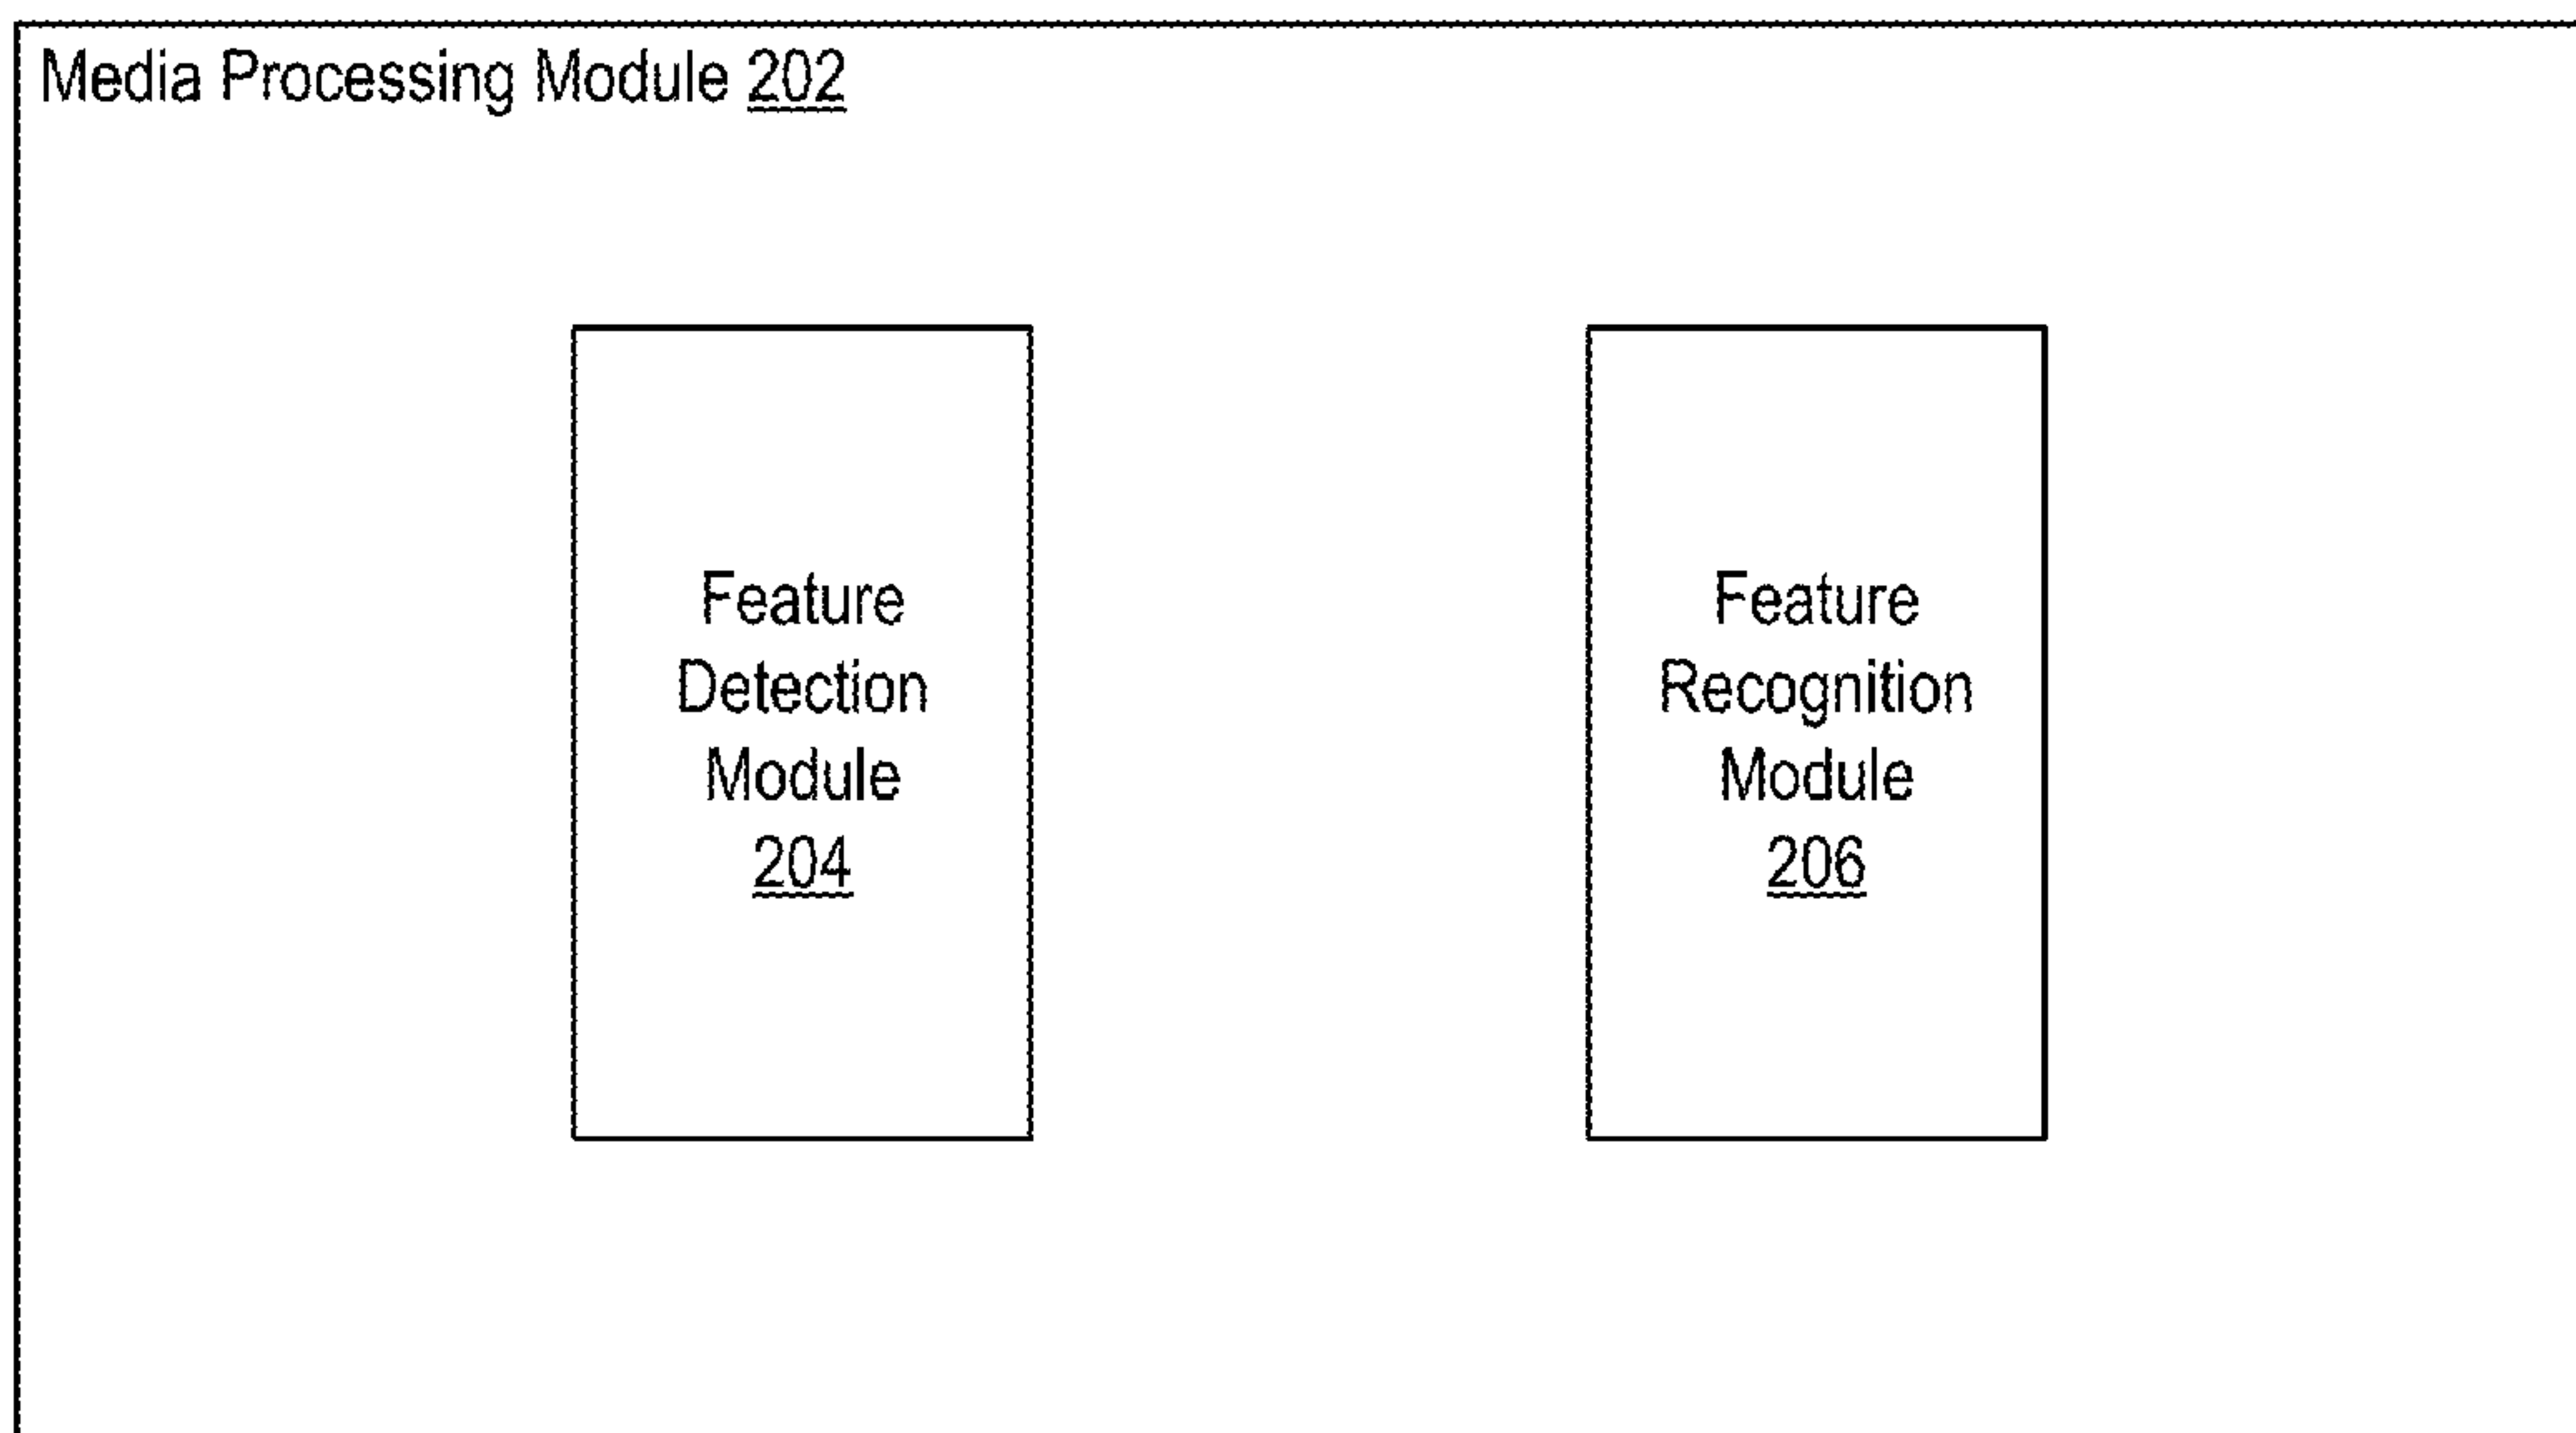 Media Processing Module 202
Feature
Detection
Module
204
Feature
Recognition
Module
206